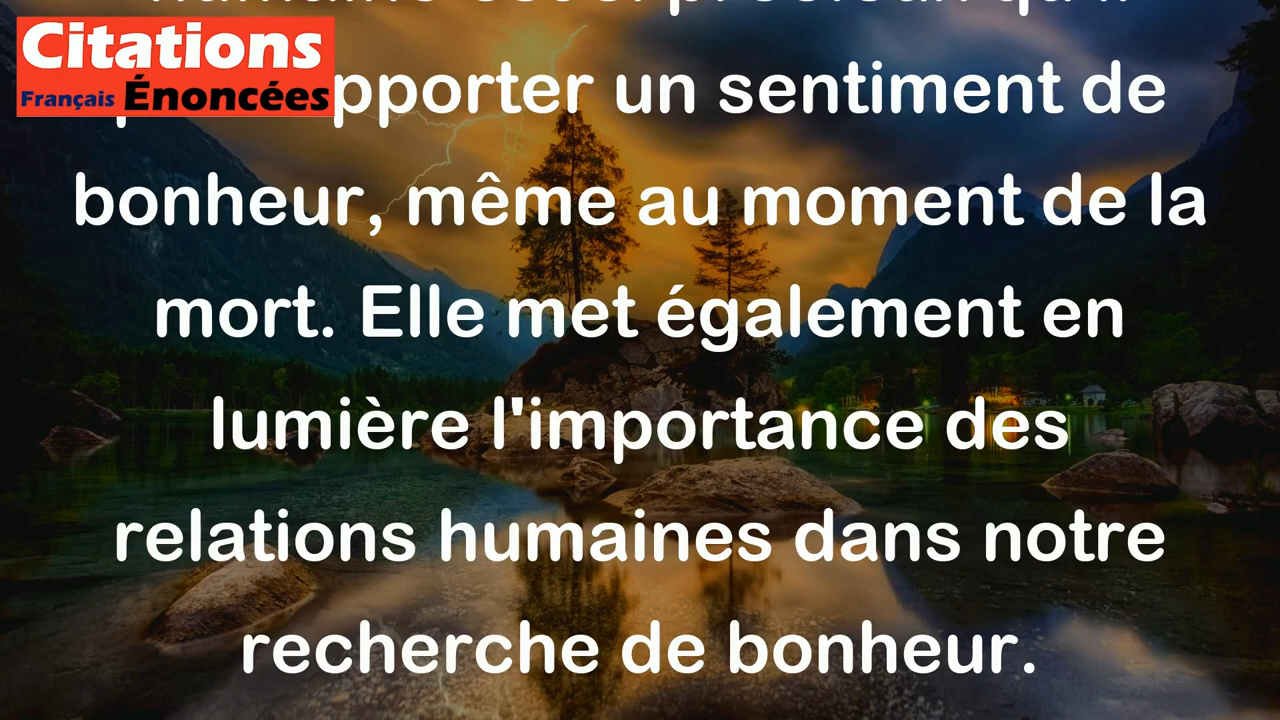 Citations
Français Énoncées
pporter un sentiment de
bonheur, même au moment de la
mort. Elle met également en
lumière l'importance des
relations humaines dans notre
recherche de bonheur.